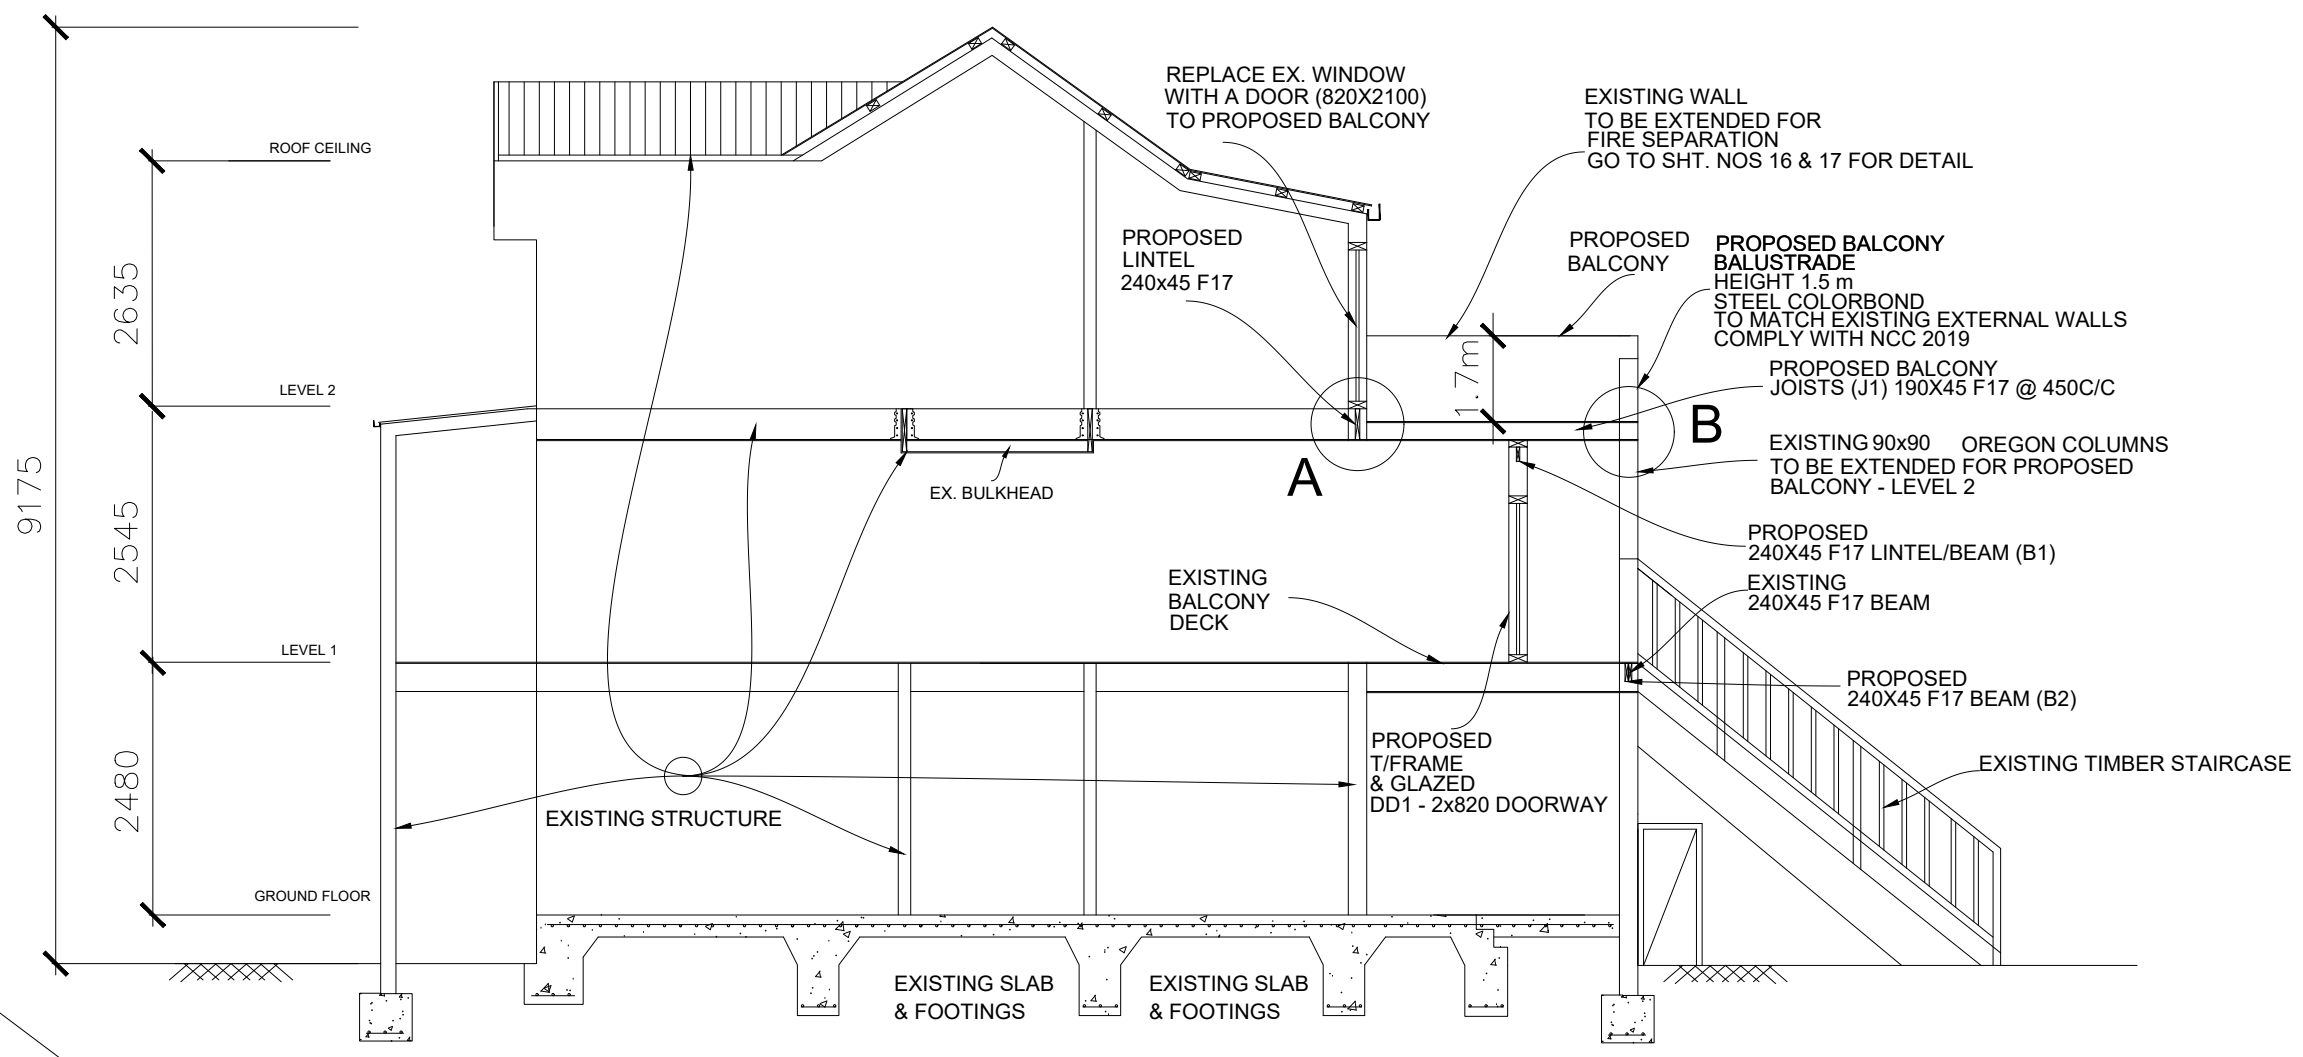 REPLACE EX. WINDOW
WITH A DOOR (820X2100)
TO PROPOSED BALCONY
EXISTING WALL
TO BE EXTENDED FOR
FIRE SEPARATION
GO TO SHT. NOS 16 & 17 FOR DETAIL
ROOF CEILING
PROPOSED
LINTEL
240x45 F17
PROPOSED
BALCONY
PROPOSED BALCONY
BALUSTRADE
HEIGHT 1.5 m
STEEL COLORBOND
TO MATCH EXISTING EXTERNAL WALLS
COMPLY WITH NCC 2019
2635
1.7m
PROPOSED BALCONY
JOISTS (J1) 190X45 F17 @ 450C/C
LEVEL 2
B
A
EXISTING 90x90 OREGON COLUMNS
TO BE EXTENDED FOR PROPOSED
BALCONY - LEVEL 2
9175
EX. BULKHEAD
2545
PROPOSED
240X45 F17 LINTEL/BEAM (B1)
EXISTING
BALCONY
DECK
EXISTING
240X45 F17 BEAM
LEVEL 1
PROPOSED
240X45 F17 BEAM (B2)
2480
PROPOSED
T/FRAME
& GLAZED
DD1 - 2x820 DOORWAY
EXISTING TIMBER STAIRCASE
EXISTING STRUCTURE
GROUND FLOOR
EXISTING SLAB
& FOOTINGS
EXISTING SLAB
& FOOTINGS